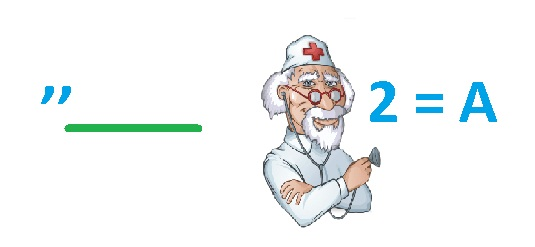 ,, 2 = A